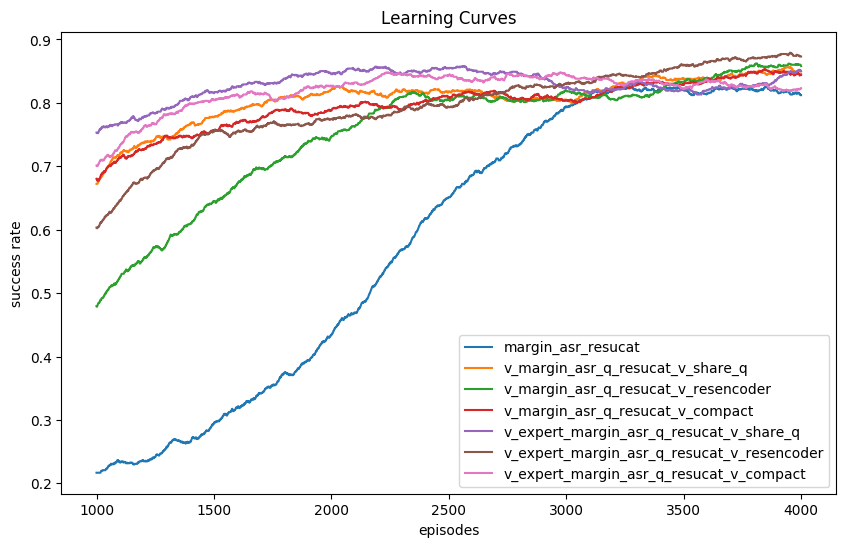 Learning Curves
0.9
0.8
0.7
0.6
0.5
0.4
0.3
0.2
success rate
1000 1500 2000 2500 3000 3500 4000
episodes
margin_asr_resucat
v_margin_asr_q_resucat_v_share_q
v_margin_asr_q_resucat_v_resencoder
v_margin_asr_q_resucat_v_compact
v_expert_margin_asr_q_resucat_v_share_q
v_expert_margin_asr_q_resucat_v_resencoder
v_expert_margin_asr_q_resucat_v_compact